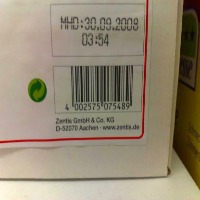 MHD:30.09.2008
03:54
4 002575 075489
Zentis GmbH & Co. KG
D-52070 Aachen · www.zentis.de